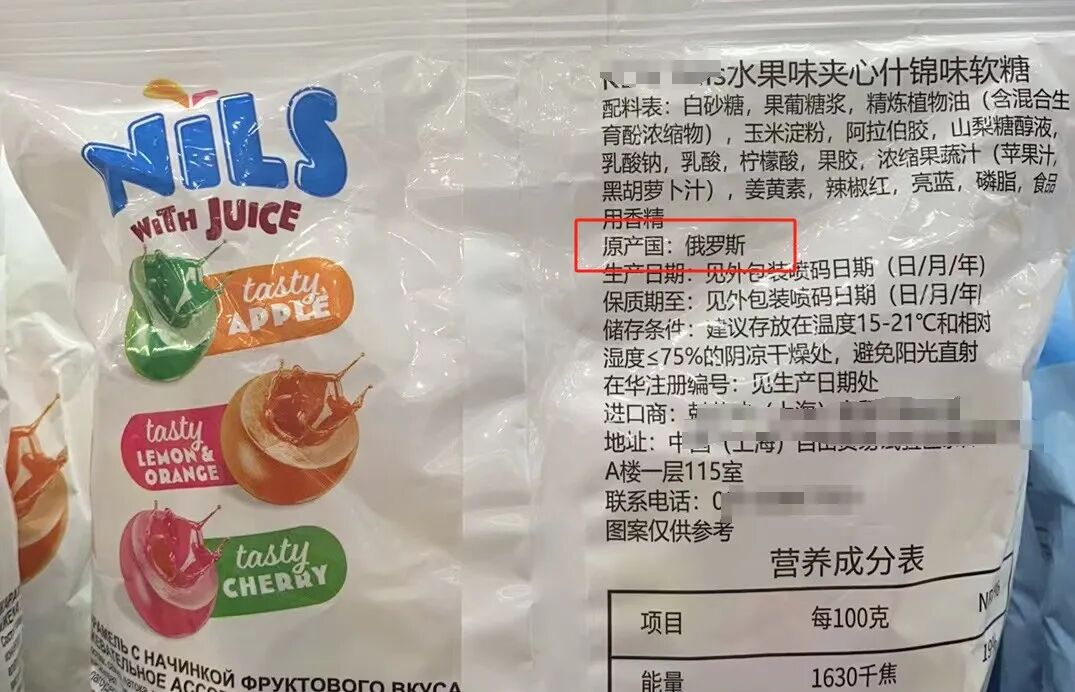 NiLS
WITH JUICE
tasty
APPLE
tasty
LEMON &
ORANGE
tasty
CHERRY
С НАЧИНКОЙ ФРУКТОВОГО ВКУСА
水果味夹心什锦味软糖
配料表：白砂糖，果葡糖浆，精炼植物油（含混合生
育酚浓缩物），玉米淀粉，阿拉伯胶，山梨糖醇液，
乳酸钠，乳酸，柠檬酸，果胶，浓缩果蔬汁（苹果汁，
黑胡萝卜汁），姜黄素，辣椒红，亮蓝，磷脂，食品
用香精
原产国：俄罗斯
生产日期：见外包装喷码日期（日/月/年）
保质期至：见外包装喷码日期（日/月/年）
储存条件：建议存放在温度15-21℃和相对
湿度≤75%的阴凉干燥处，避免阳光直射
在华注册编号：见生产日期处
进口商：
地址：中国（上海）
A楼一层115室
联系电话：0
图案仅供参考
营养成分表
项目 每100克
能量 1630千焦